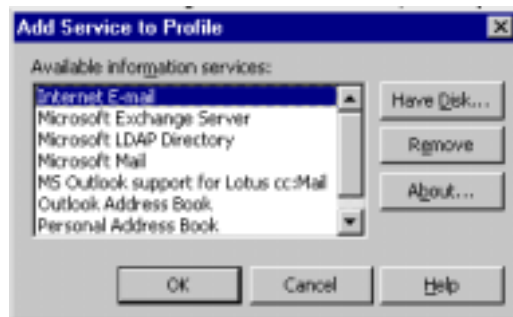 Add Service to Profile
Available information services:
Internet E-mail
Microsoft Exchange Server
Microsoft LDAP Directory
Microsoft Mail
MS Outlook support for Lotus cc:Mail
Outlook Address Book
Personal Address Book
Have Disk...
Remove
About...
OK
Cancel
Help